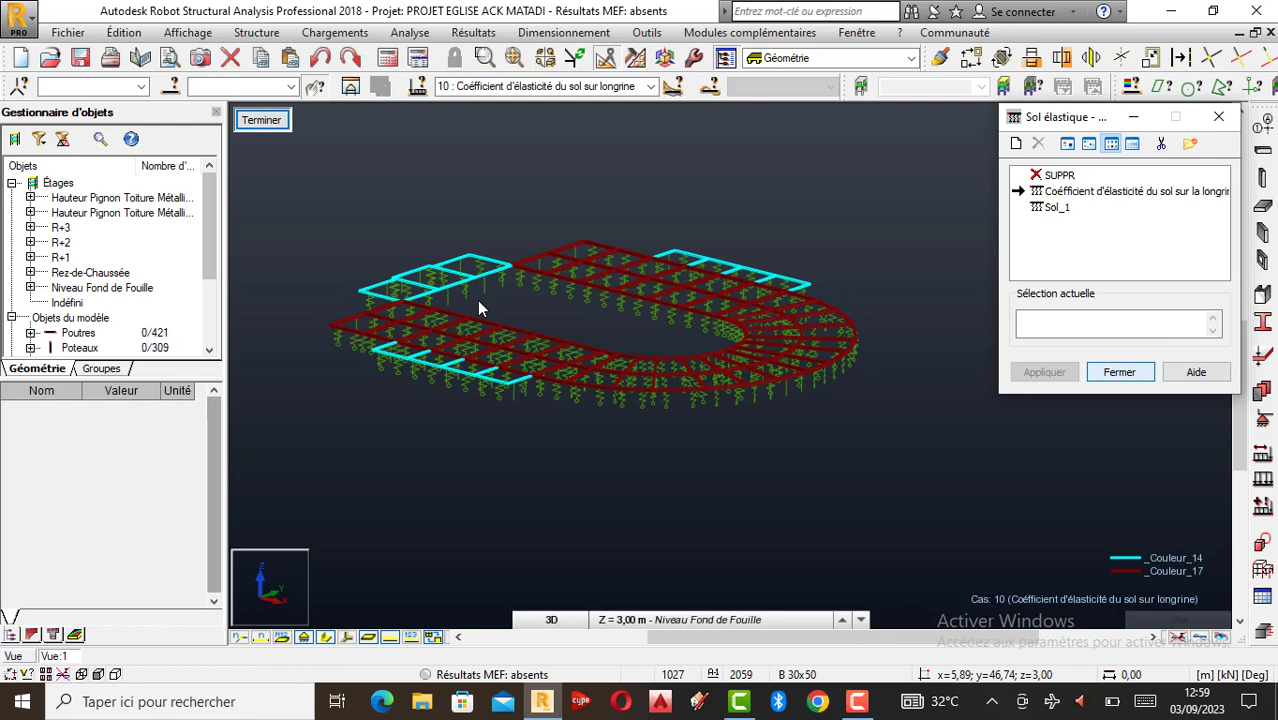 Autodesk Robot Structural Analysis Professional 2018 - Projet: PROJET EGLISE ACK MATADI - Résultats MEF: absents
Entrez mot-clé ou expression
Se connecter
PRO
Fichier Édition Affichage Structure Chargements Analyse Résultats Dimensionnement Outils Modules complémentaires Fenêtre ? Communauté
Géométrie
10 : Coéfficient d'élasticité du sol sur longrine
Gestionnaire d'objets
Objets Nombre d'...
Étages
Hauteur Pignon Toiture Métalli...
Hauteur Pignon Toiture Métalli...
R+3
R+2
R+1
Rez-de-Chaussée
Niveau Fond de Fouille
Indéfini
Objets du modèle
Poutres 0/421
Poteaux 0/309
Géométrie Groupes
Nom Valeur Unité
Terminer
Sol élastique - ...
SUPPR
Coéfficient d'élasticité du sol sur la longrin
Sol_1
Sélection actuelle
Appliquer Fermer Aide
_Couleur_14
_Couleur_17
Cas: 10 (Coéfficient d'élasticité du sol sur longrine)
Z
Y
X
3D Z = 3,00 m - Niveau Fond de Fouille
Activer Windows
Accédez aux paramètres pour activer Windows.
Vue Vue:1
Résultats MEF: absents 1027 2059 B 30x50 x=5,89; y=46,74; z=3,00 0,00 [m] [kN] [Deg]
Taper ici pour rechercher
32°C
12:59
03/09/2023